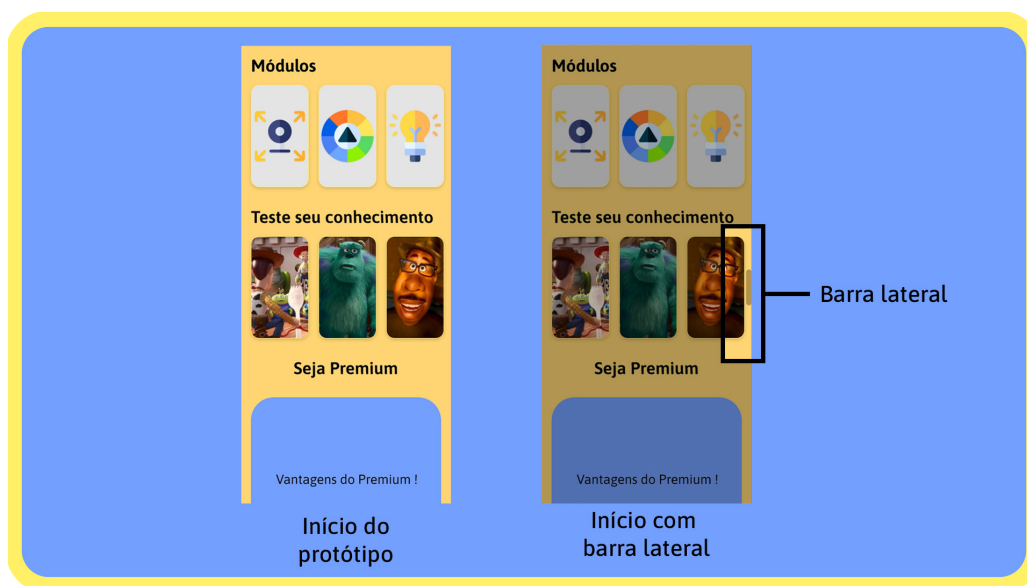 Módulos
Teste seu conhecimento
Seja Premium
Vantagens do Premium !
Início do
protótipo
Módulos
Teste seu conhecimento
Seja Premium
Vantagens do Premium !
Início com
barra lateral
Barra lateral